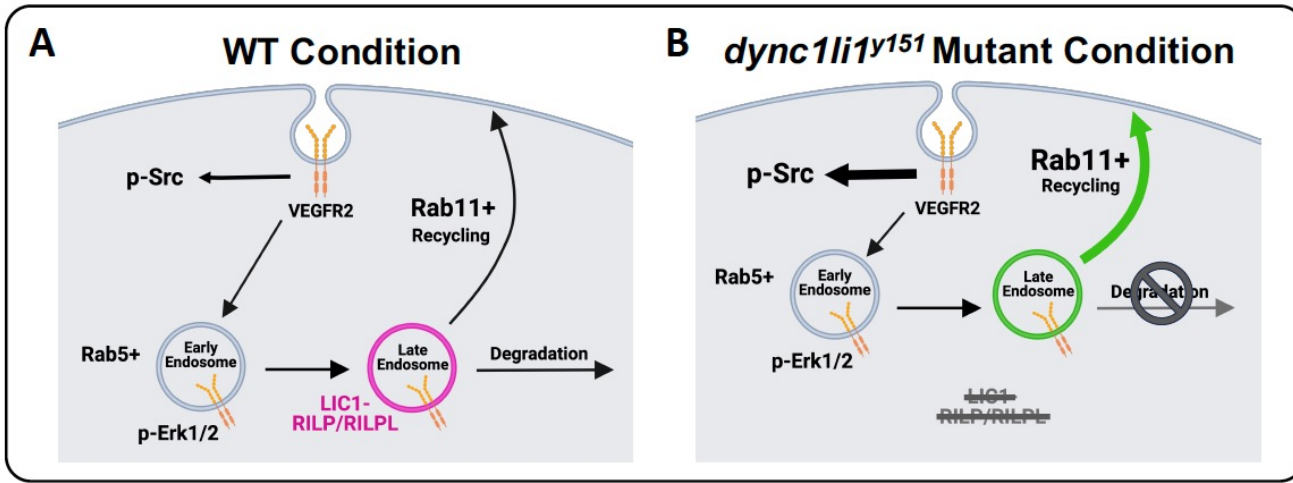 A
WT Condition
p-Src
VEGFR2
Rab11+
Recycling
Rab5+
Early
Endosome
p-Erk1/2
Late
Endosome
LIC1-
RILP/RILPL
Degradation
B
dync1li1y151 Mutant Condition
p-Src
VEGFR2
Rab11+
Recycling
Rab5+
Early
Endosome
p-Erk1/2
Late
Endosome
Degradation
LIC1-
RILP/RILPL